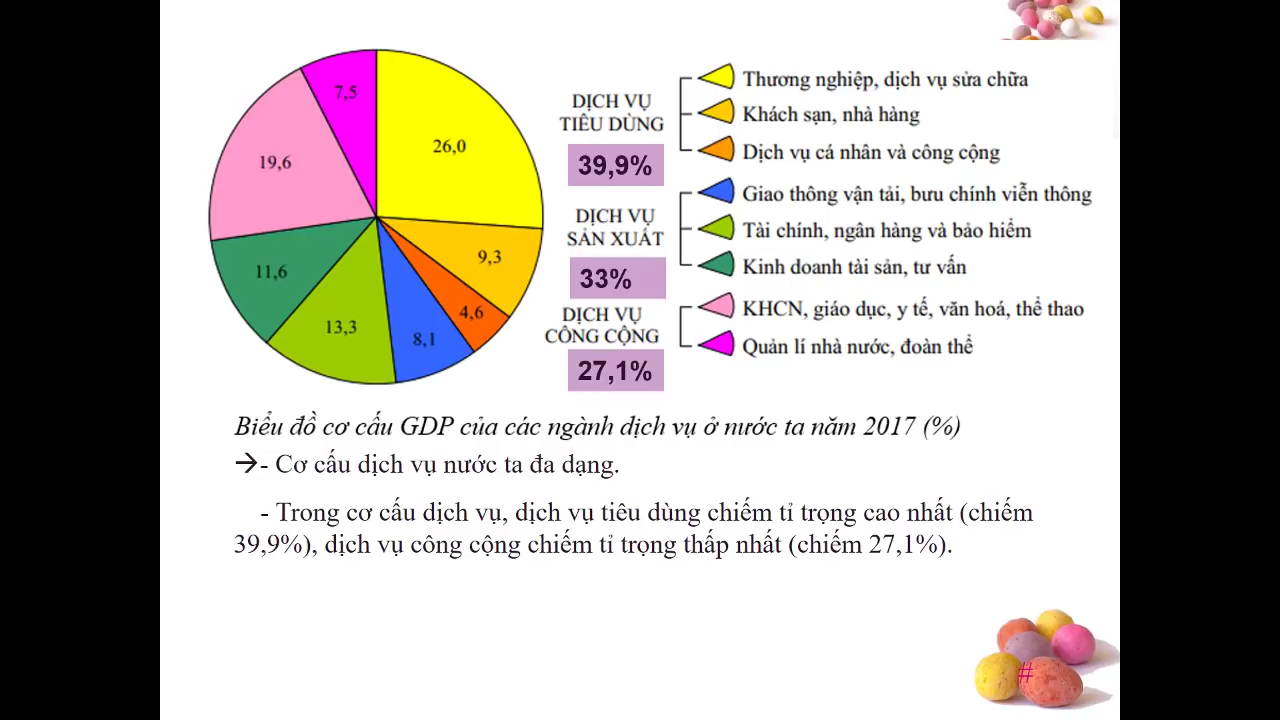 7,5
26,0
19,6
9,3
11,6
4,6
13,3
8,1
DỊCH VỤ
TIÊU DÙNG
39,9%
DỊCH VỤ
SẢN XUẤT
33%
DỊCH VỤ
CÔNG CỘNG
27,1%
Thương nghiệp, dịch vụ sửa chữa
Khách sạn, nhà hàng
Dịch vụ cá nhân và công cộng
Giao thông vận tải, bưu chính viễn thông
Tài chính, ngân hàng và bảo hiểm
Kinh doanh tài sản, tư vấn
KHCN, giáo dục, y tế, văn hoá, thể thao
Quản lí nhà nước, đoàn thể
Biểu đồ cơ cấu GDP của các ngành dịch vụ ở nước ta năm 2017 (%)
→- Cơ cấu dịch vụ nước ta đa dạng.
- Trong cơ cấu dịch vụ, dịch vụ tiêu dùng chiếm tỉ trọng cao nhất (chiếm
39,9%), dịch vụ công cộng chiếm tỉ trọng thấp nhất (chiếm 27,1%).
#